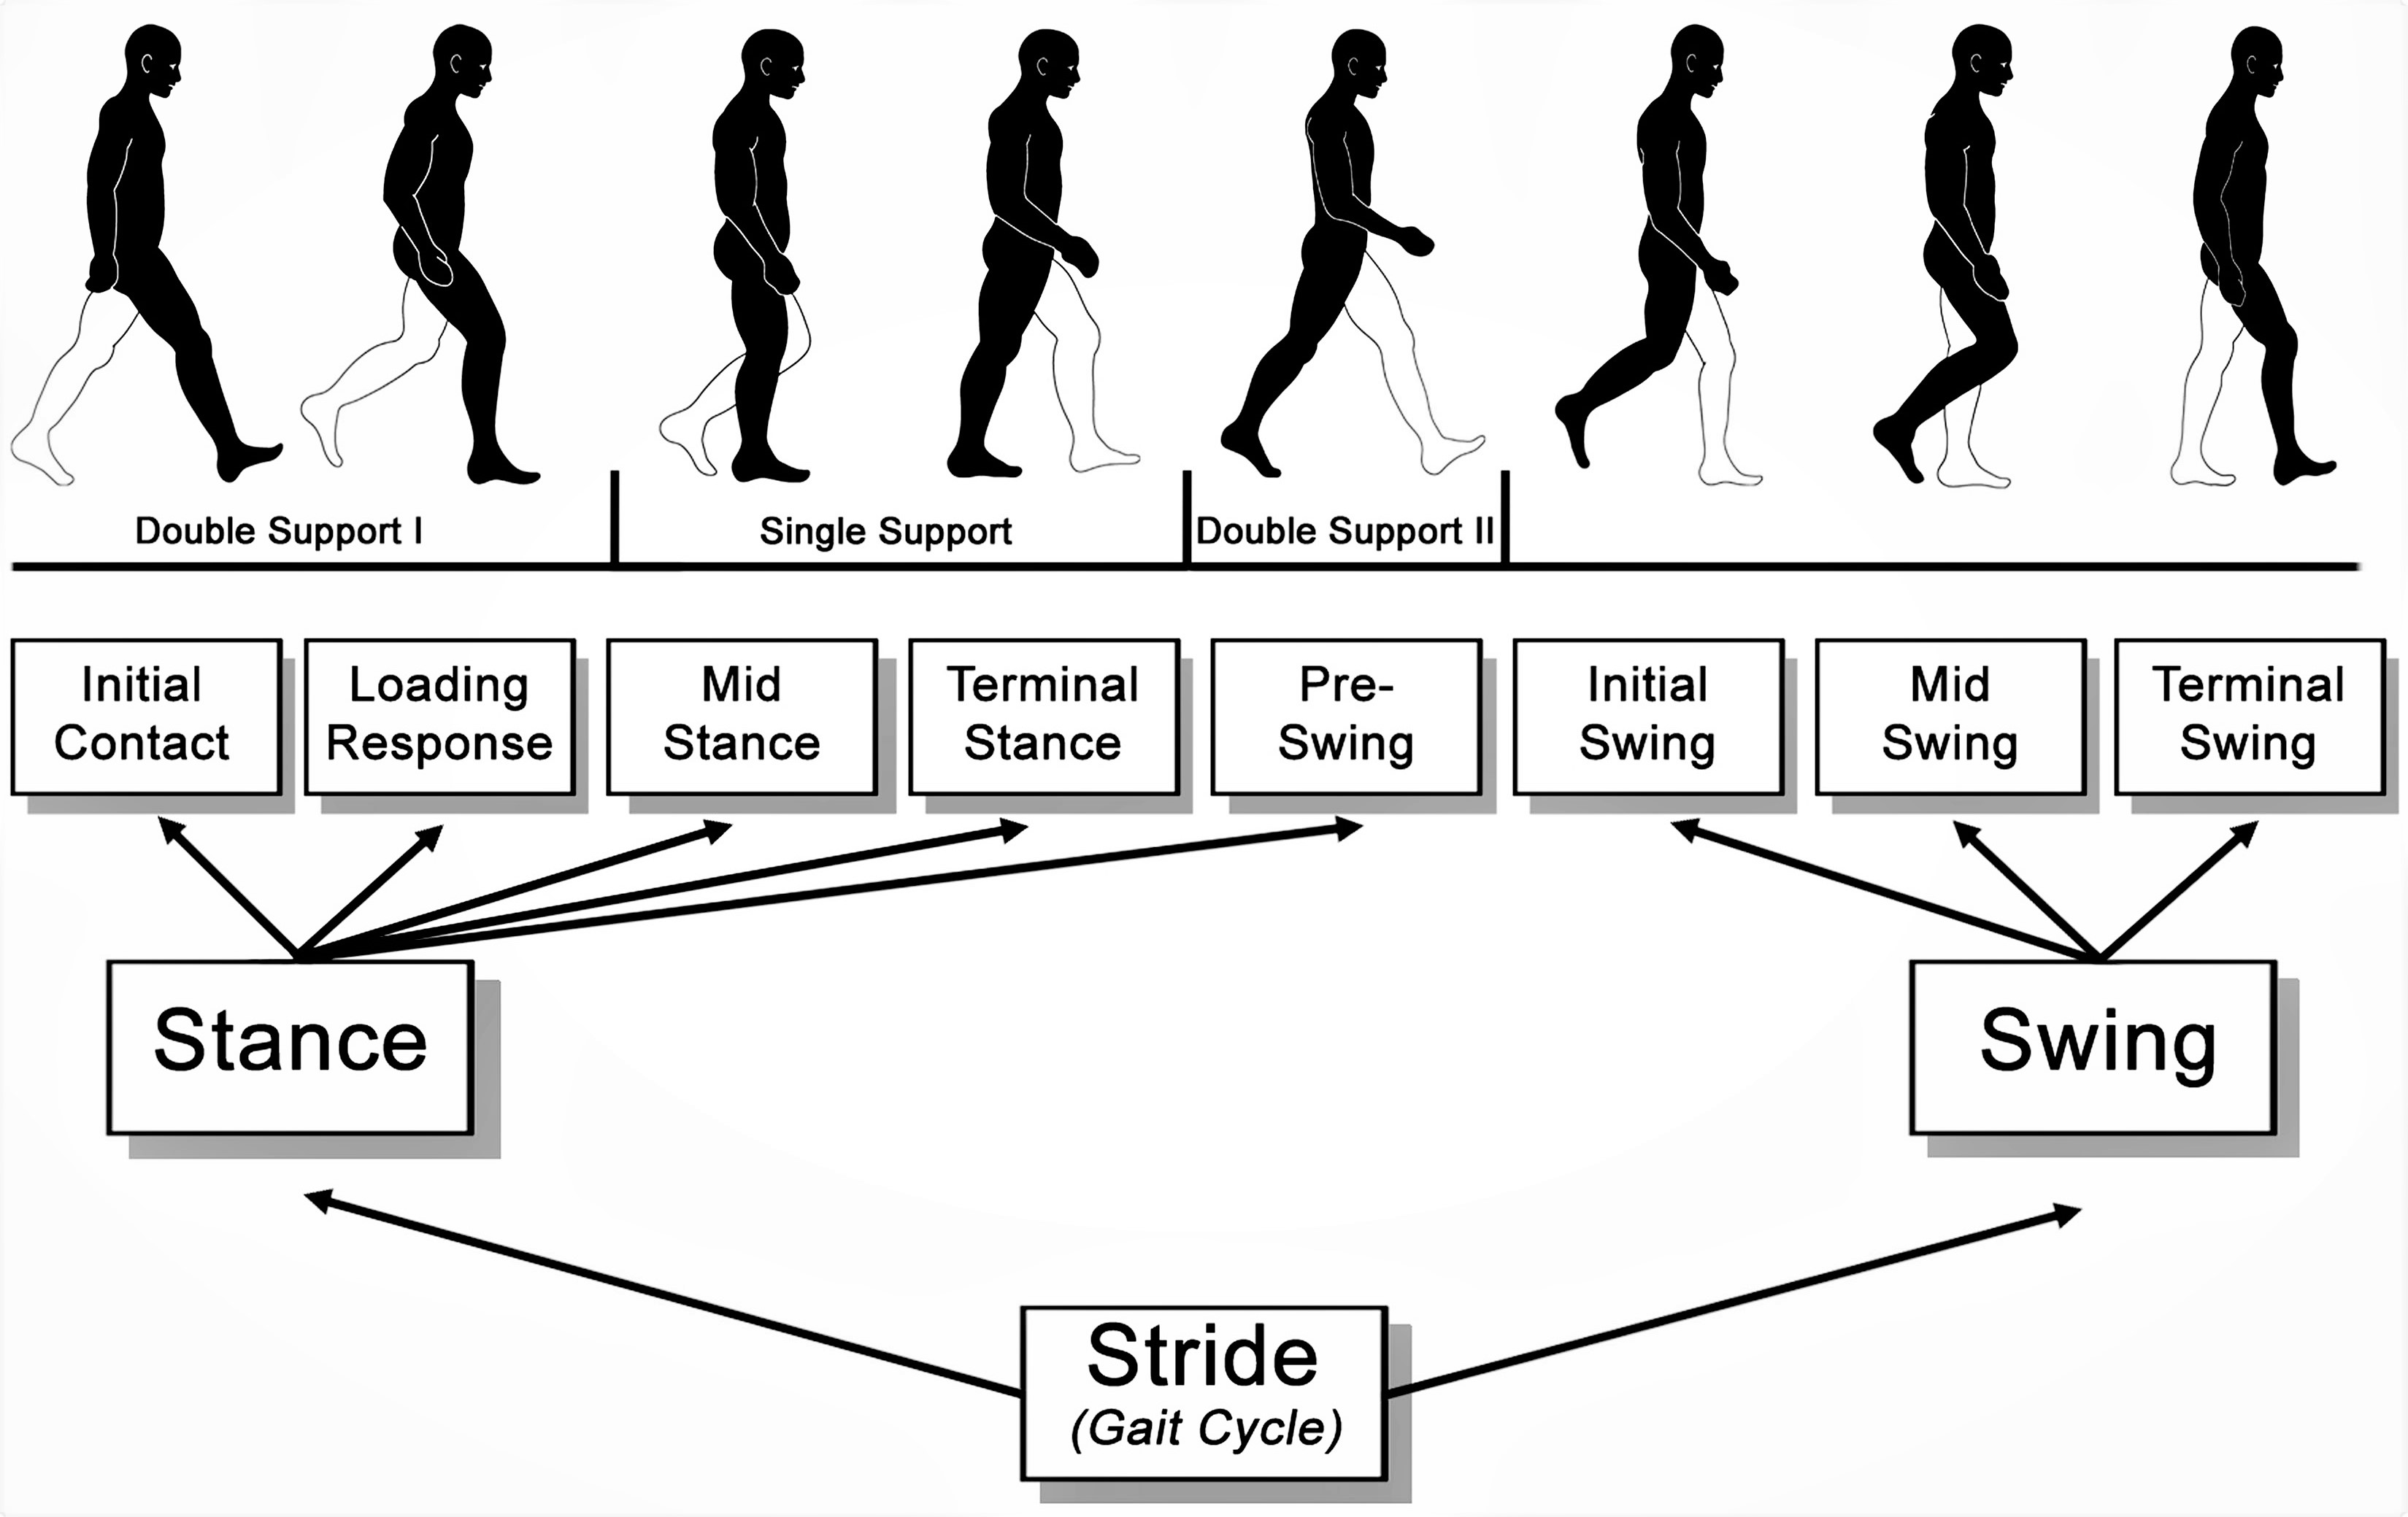 Double Support I
Single Support
Double Support II
Initial
Contact
Loading
Response
Mid
Stance
Terminal
Stance
Pre-
Swing
Initial
Swing
Mid
Swing
Terminal
Swing
Stance
Swing
Stride
(Gait Cycle)